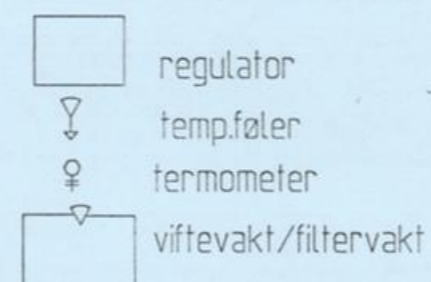 regulator
temp.føler
termometer
viftevakt/filtervakt